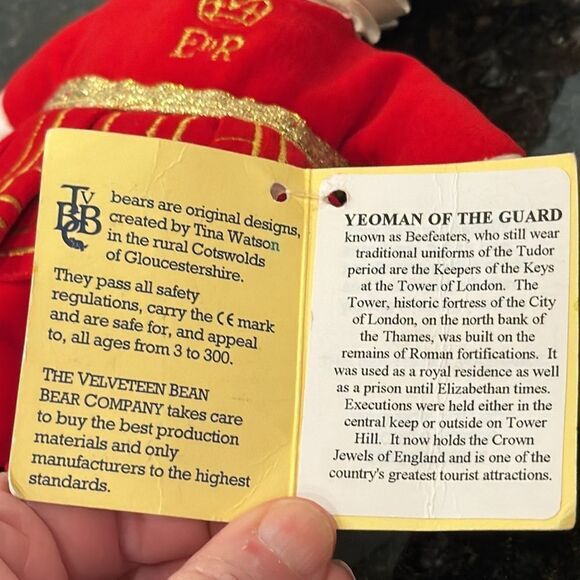 EIIR
TVBBC
bears are original designs,
created by Tina Watson
in the rural Cotswolds
of Gloucestershire.
They pass all safety
regulations, carry the CE mark
and are safe for, and appeal
to, all ages from 3 to 300.
THE VELVETEEN BEAN
BEAR COMPANY takes care
to buy the best production
materials and only
manufacturers to the highest
standards.
YEOMAN OF THE GUARD
known as Beefeaters, who still wear
traditional uniforms of the Tudor
period are the Keepers of the Keys
at the Tower of London. The
Tower, historic fortress of the City
of London, on the north bank of
the Thames, was built on the
remains of Roman fortifications. It
was used as a royal residence as well
as a prison until Elizabethan times.
Executions were held either in the
central keep or outside on Tower
Hill. It now holds the Crown
Jewels of England and is one of the
country's greatest tourist attractions.